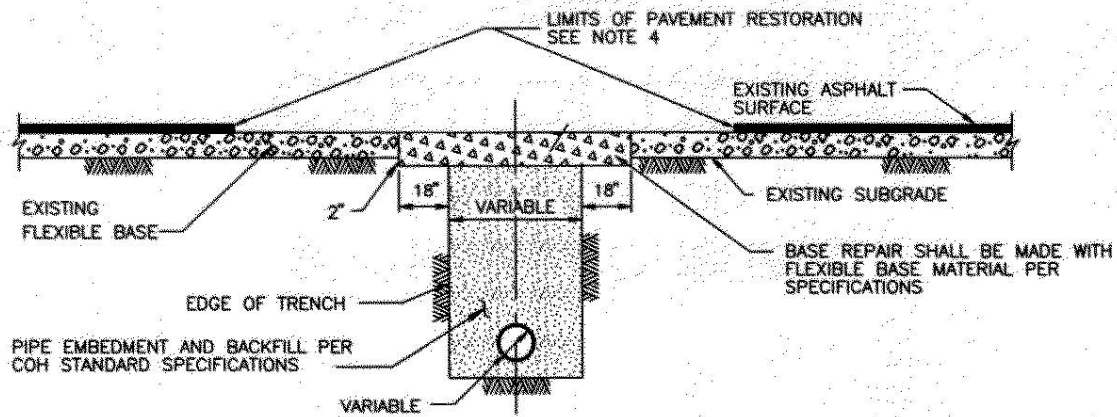 LIMITS OF PAVEMENT RESTORATION
SEE NOTE 4
EXISTING ASPHALT
SURFACE
EXISTING
FLEXIBLE BASE
2"
18"
VARIABLE
18"
EXISTING SUBGRADE
BASE REPAIR SHALL BE MADE WITH
FLEXIBLE BASE MATERIAL PER
SPECIFICATIONS
EDGE OF TRENCH
PIPE EMBEDMENT AND BACKFILL PER
COH STANDARD SPECIFICATIONS
VARIABLE